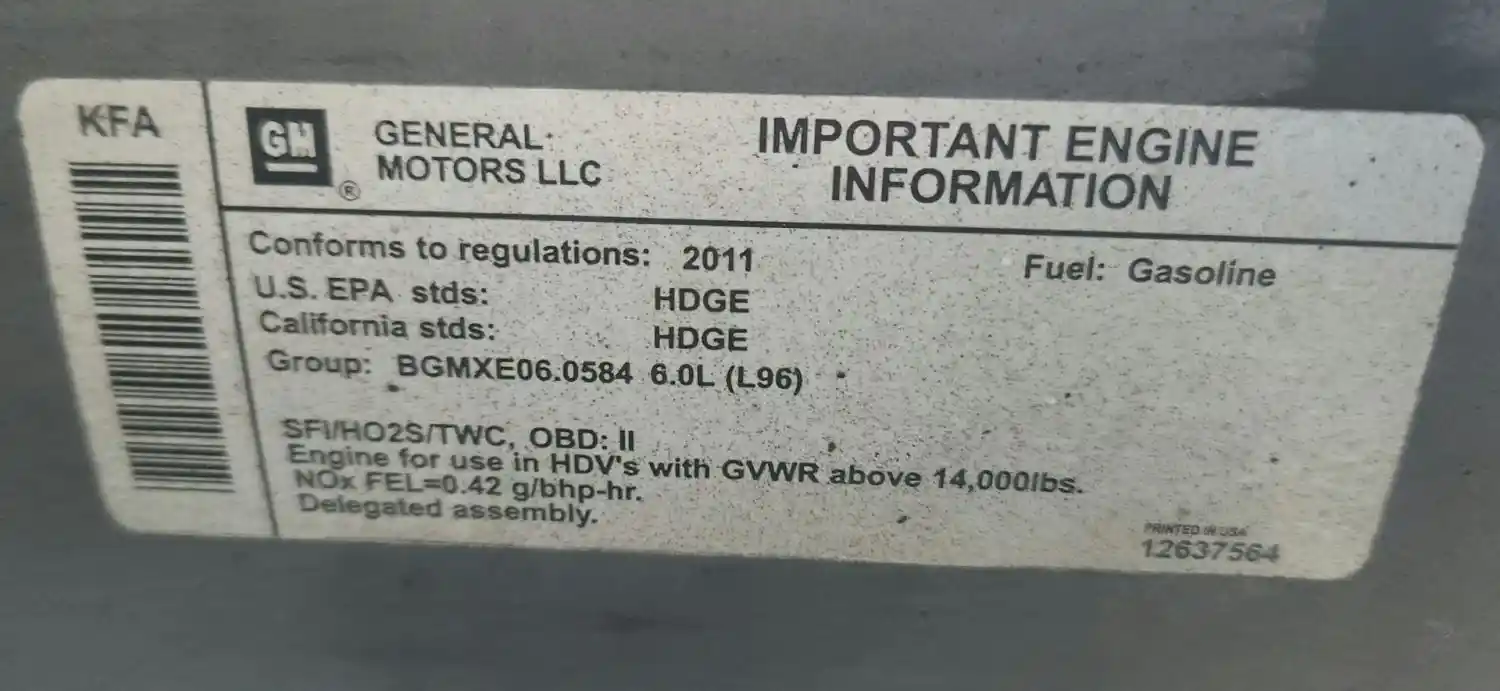 KFA
GM
®
GENERAL
MOTORS LLC
IMPORTANT ENGINE
INFORMATION
Conforms to regulations: 2011
Fuel: Gasoline
U.S. EPA stds: HDGE
California stds: HDGE
Group: BGMXE06.0584 6.0L (L96)
SFI/HO2S/TWC, OBD: II
Engine for use in HDV's with GVWR above 14,000lbs.
NOx FEL=0.42 g/bhp-hr.
Delegated assembly.
PRINTED IN USA
12637564